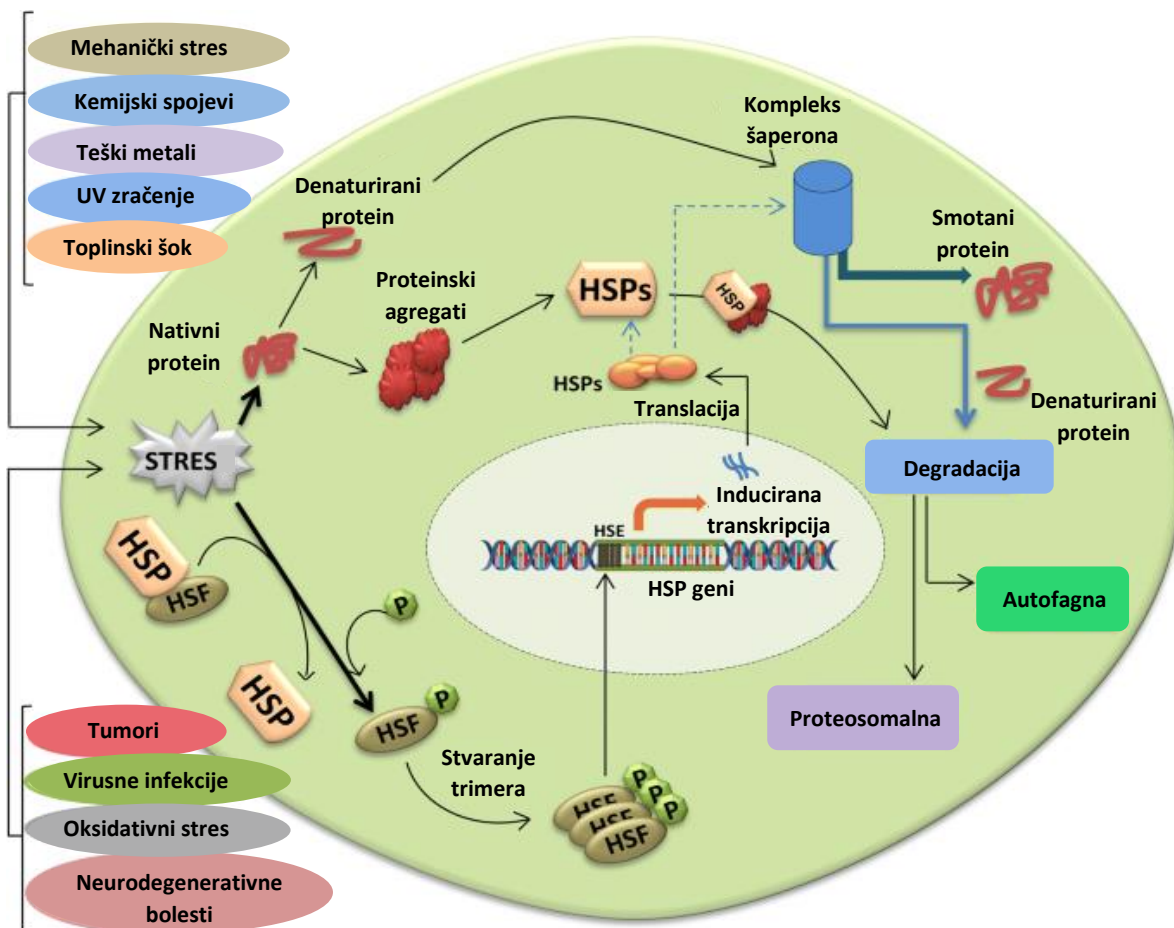 Mehanički stres
Kemijski spojevi
Teški metali
UV zračenje
Toplinski šok
Kompleks
šaperona
Denaturirani
protein
Smotani
protein
Proteinski
agregati
HSPs
HSP
Nativni
protein
HSPs
Translacija
Denaturirani
protein
STRES
Degradacija
Inducirana
transkripcija
HSE
HSP geni
HSP
HSF
P
Autofagna
HSP
P
HSF
Proteosomalna
Stvaranje
trimera
P
P
P
HSF
HSF
HSF
Tumori
Virusne infekcije
Oksidativni stres
Neurodegenerativne
bolesti